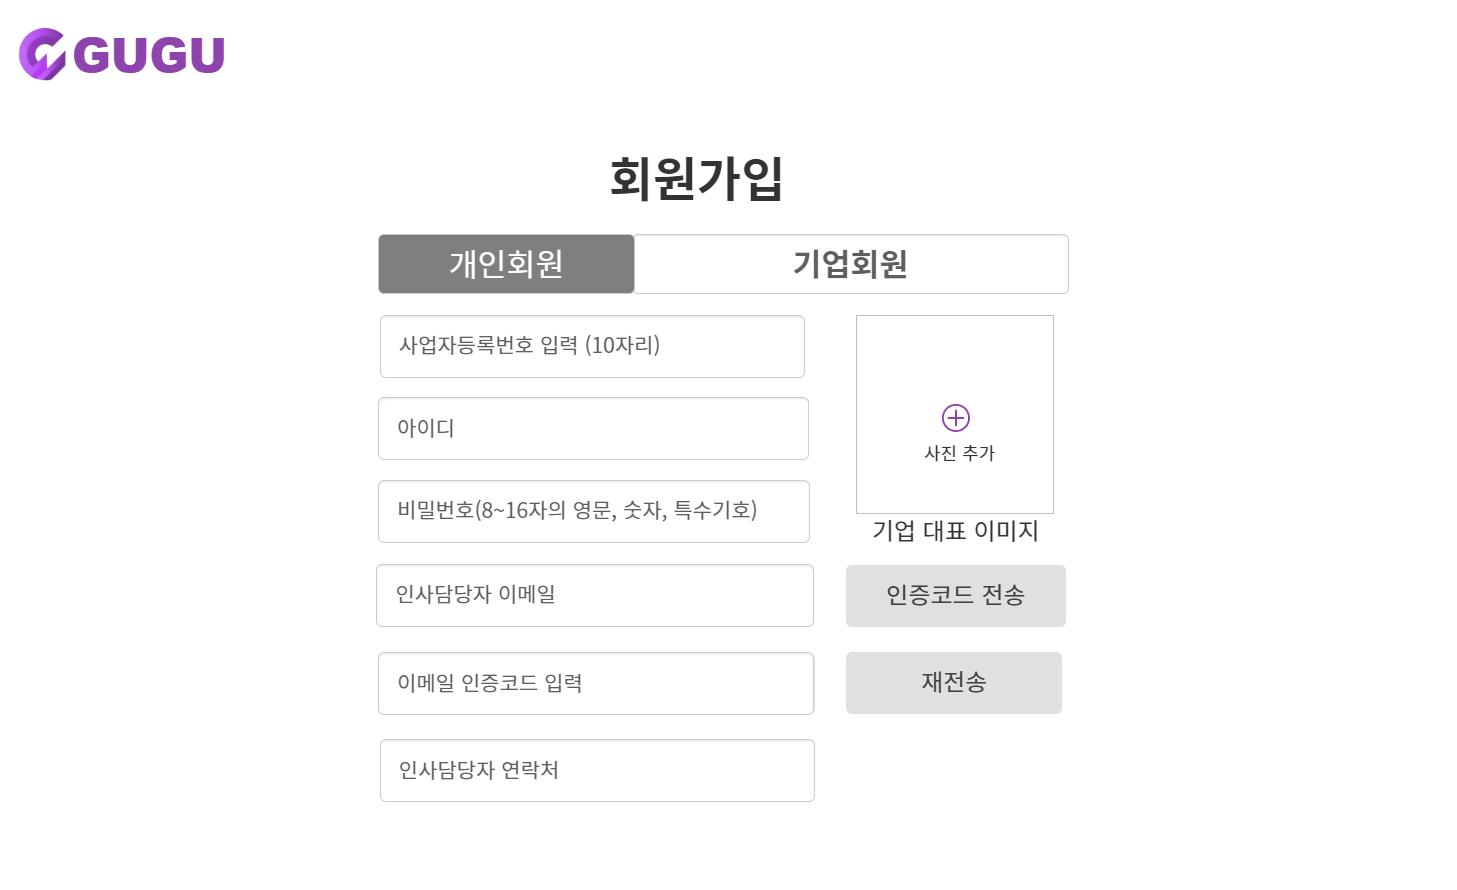 GUGU
회원가입
개인회원
기업회원
사업자등록번호 입력 (10자리)
아이디
비밀번호(8~16자의 영문, 숫자, 특수기호)
사진 추가
기업 대표 이미지
인사담당자 이메일
인증코드 전송
이메일 인증코드 입력
재전송
인사담당자 연락처